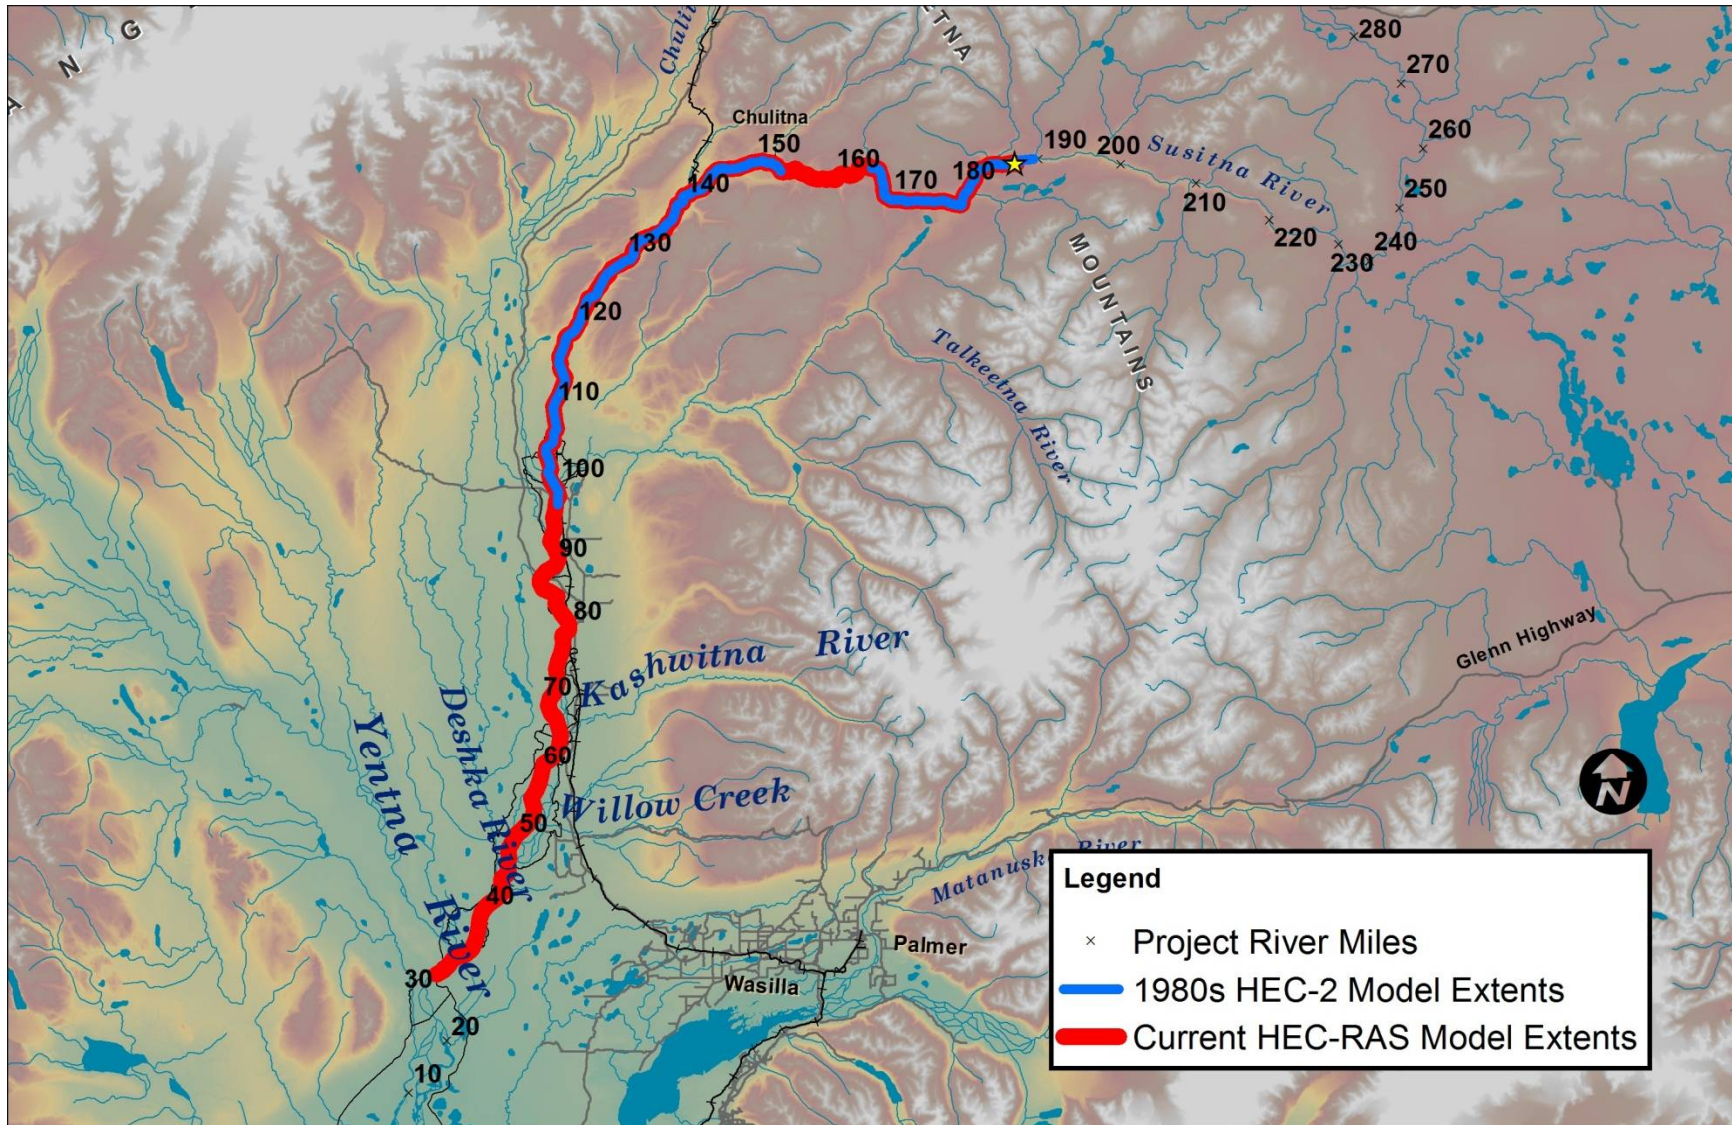 A N G
Chulit
ETNA
280
270
260
250
240
230
220
210
200
190
180
170
160
150
Chulitna
140
130
120
110
100
90
80
70
60
50
40
30
20
10
Susitna River
MOUNTAINS
Talkeetna River
Kashwitna River
Glenn Highway
Deshka River
Yentna River
Willow Creek
Matanusk River
Palmer
Wasilla
N
Legend
Project River Miles
1980s HEC-2 Model Extents
Current HEC-RAS Model Extents